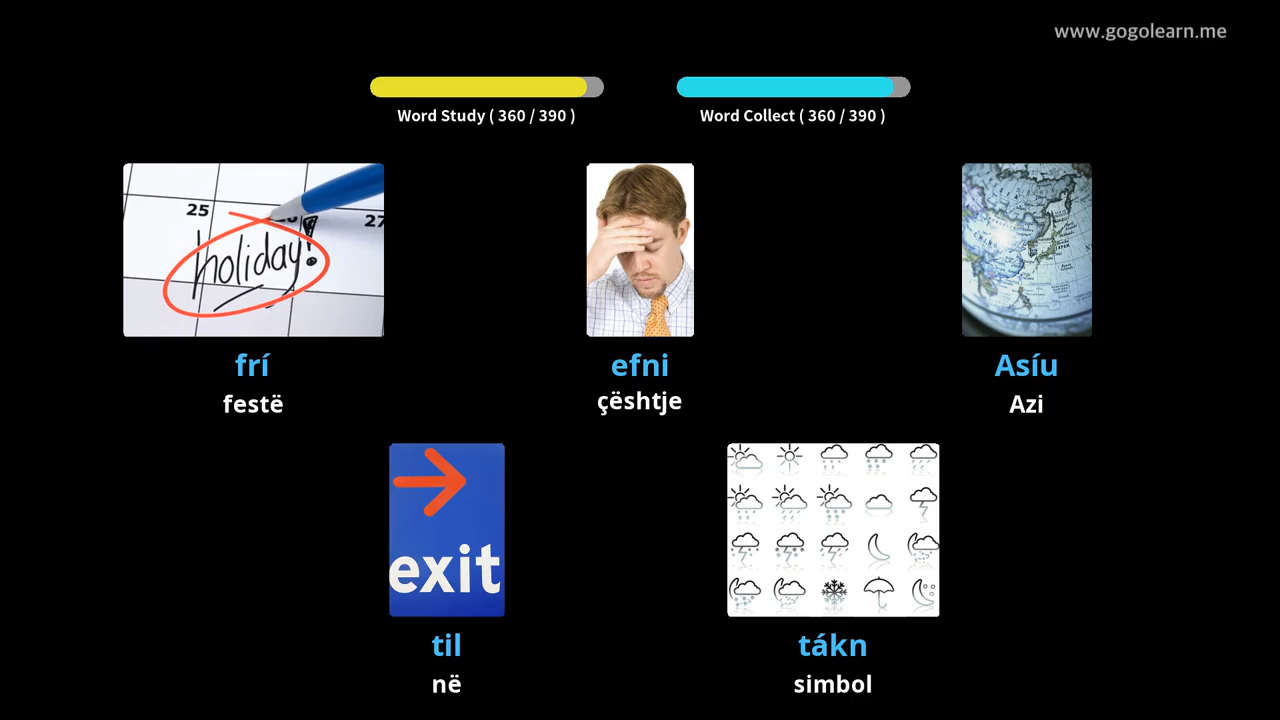 www.gogolearn.me
Word Study ( 360 / 390 )
Word Collect ( 360 / 390 )
25
27
holiday!
JAPAN
frí
festë
efni
çështje
Asíu
Azi
exit
til
në
tákn
simbol